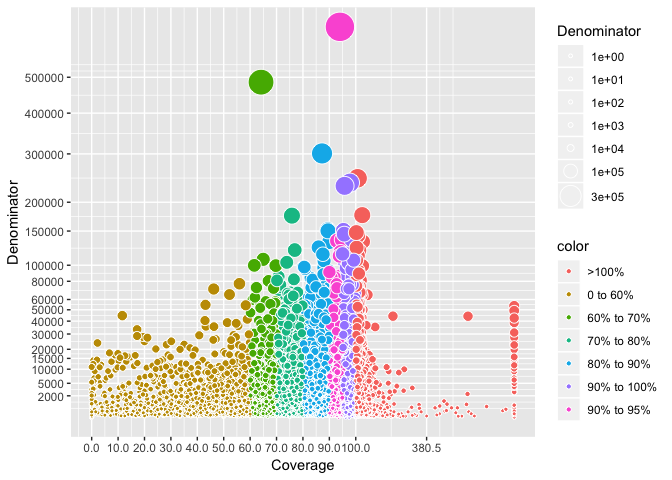 Denominator
500000
400000
300000
200000
150000
100000
80000
60000
50000
40000
30000
20000
15000
10000
5000
2000
0.0 10.0 20.0 30.0 40.0 50.0 60.0 70.0 80.0 90.0100.0 380.5
Coverage
Denominator
1e+00
1e+01
1e+02
1e+03
1e+04
1e+05
3e+05
color
>100%
0 to 60%
60% to 70%
70% to 80%
80% to 90%
90% to 100%
90% to 95%